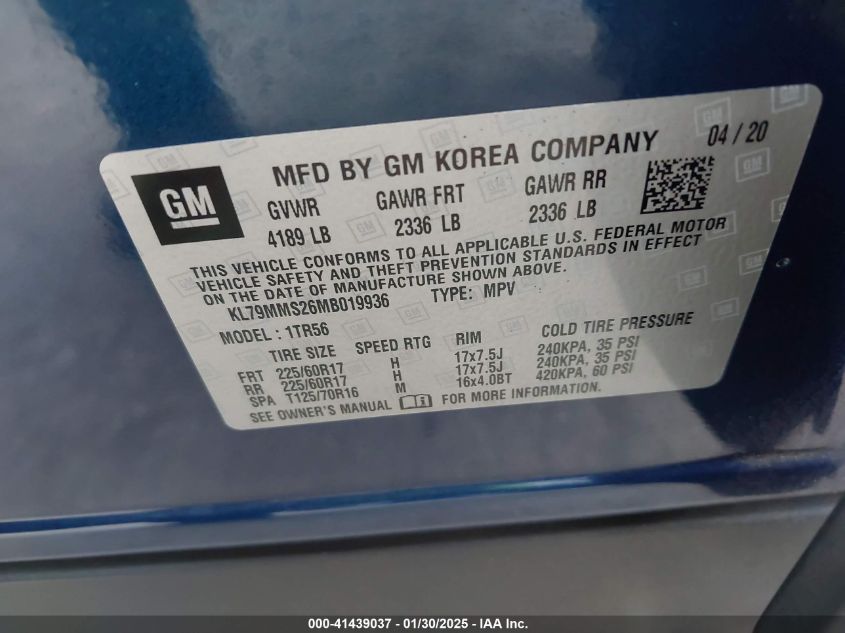 MFD BY GM KOREA COMPANY 04 / 20
GM
GVWR GAWR FRT GAWR RR
4189 LB 2336 LB 2336 LB
THIS VEHICLE CONFORMS TO ALL APPLICABLE U.S. FEDERAL MOTOR
VEHICLE SAFETY AND THEFT PREVENTION STANDARDS IN EFFECT
ON THE DATE OF MANUFACTURE SHOWN ABOVE.
KL79MMS26MB019936 TYPE: MPV
MODEL : 1TR56
TIRE SIZE SPEED RTG RIM COLD TIRE PRESSURE
FRT 225/60R17 H 17x7.5J 240KPA, 35 PSI
RR 225/60R17 H 17x7.5J 240KPA, 35 PSI
SPA T125/70R16 M 16x4.0BT 420KPA, 60 PSI
SEE OWNER'S MANUAL FOR MORE INFORMATION.
000-41439037 - 01/30/2025 - IAA Inc.